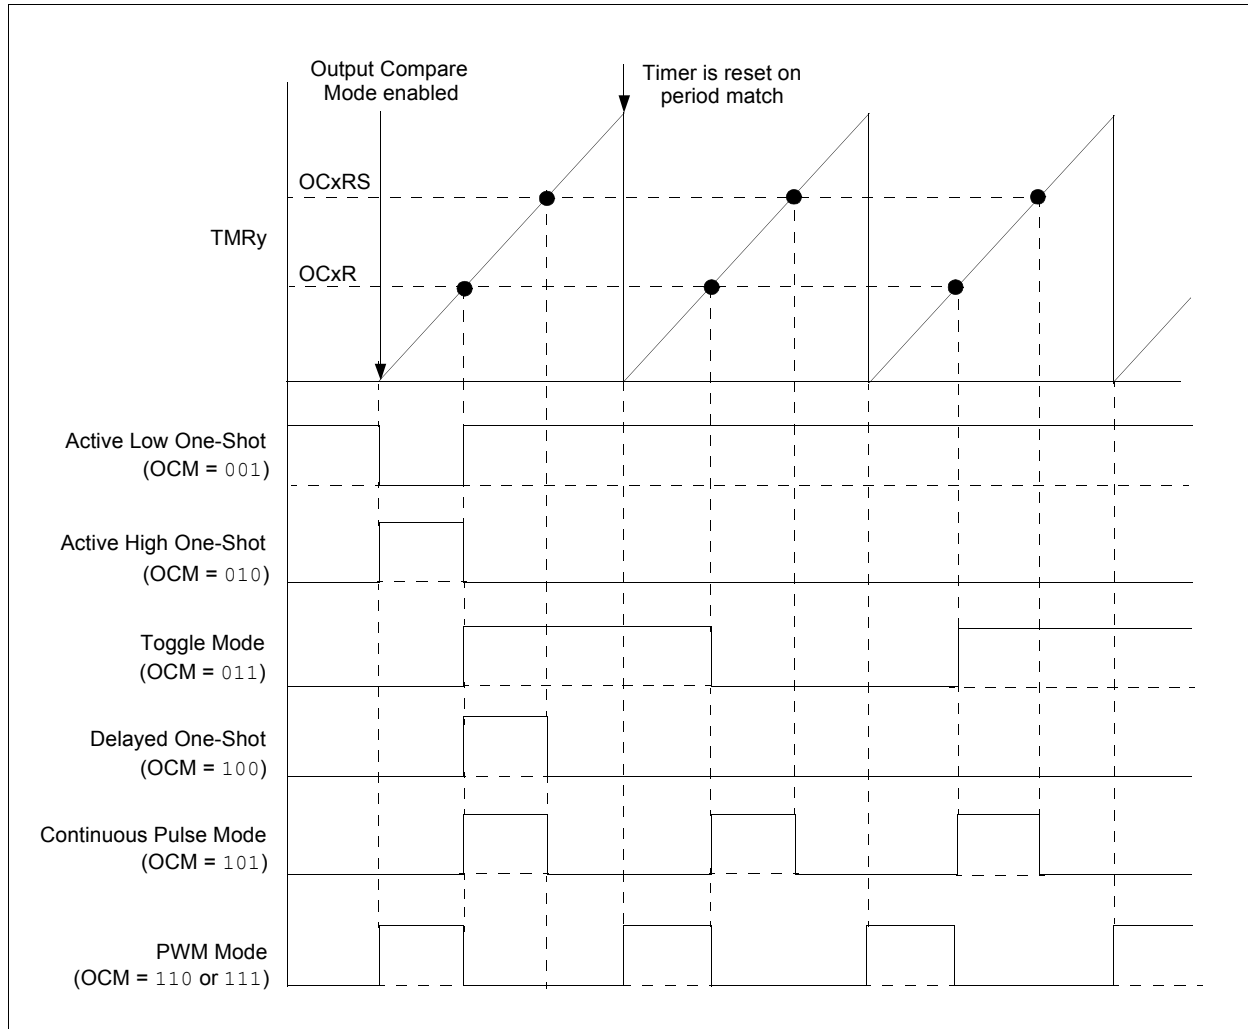 Output Compare
Mode enabled
Timer is reset on
period match
OCxRS
TMRy
OCxR
Active Low One-Shot
(OCM = 001)
Active High One-Shot
(OCM = 010)
Toggle Mode
(OCM = 011)
Delayed One-Shot
(OCM = 100)
Continuous Pulse Mode
(OCM = 101)
PWM Mode
(OCM = 110 or 111)